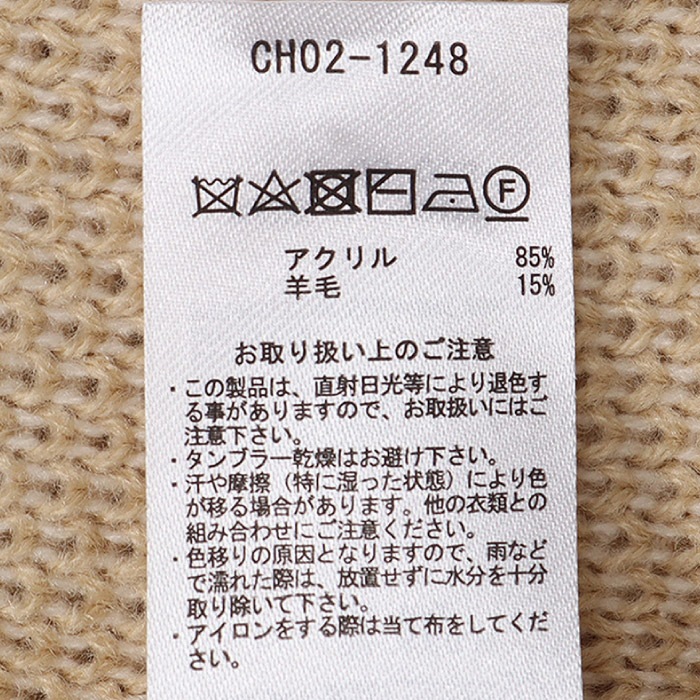 CH02-1248
F
アクリル 85%
羊毛 15%
お取り扱い上のご注意
・この製品は、直射日光等により退色す
る事がありますので、お取扱いにはご
注意下さい。
・タンブラー乾燥はお避け下さい。
・汗や摩擦（特に湿った状態）により色
が移る場合があります。他の衣類との
組み合わせにご注意ください。
・色移りの原因となりますので、雨など
で濡れた際は、放置せずに水分を十分
取り除いて下さい。
・アイロンをする際は当て布をしてくだ
さい。